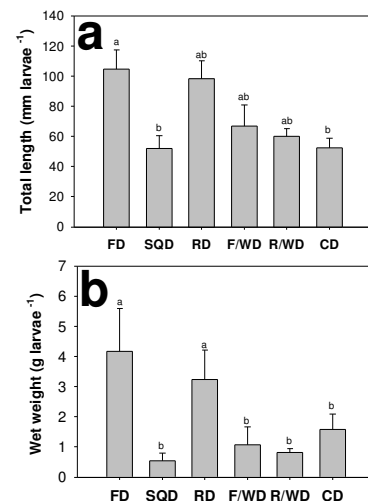 a
140
120
100
80
60
40
20
0
Total length (mm larvae ⁻¹)
a
b
ab
ab
ab
b
FD SQD RD F/WD R/WD CD
b
7
6
5
4
3
2
1
0
Wet weight (g larvae ⁻¹)
a
b
a
b
b
b
FD SQD RD F/WD R/WD CD